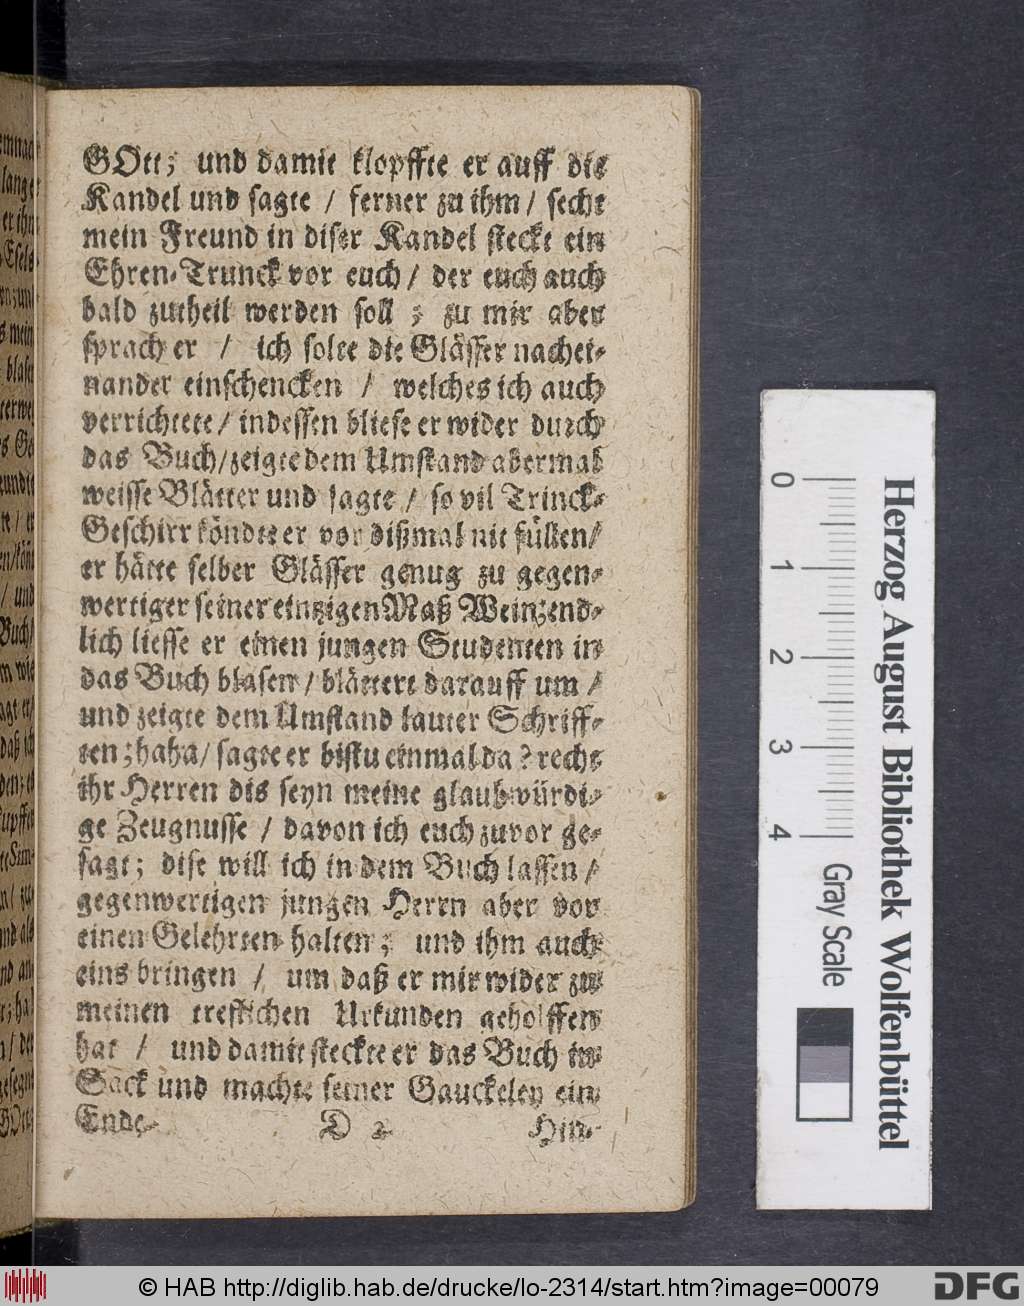 GOtt; und damit klopffte er auff die
Kandel und sagte / ferner zu ihm / secht
mein Freund in diser Kandel steckt ein
Ehren-Trunck vor euch / der euch auch
bald zutheil werden soll ; zu mir aber
sprach er / ich solte die Glässer nachei-
nander einschencken / welches ich auch
verrichtete / indessen bliese er wider durch
das Buch / zeigte dem Umstand abermal
weisse Blätter und sagte / so vil Trinck-
Geschirr köndte er vor dißmal nit füllen /
er hätte selber Glässer genug zu gegen-
wertiger seiner eintzigen Maß Wein; end-
lich liesse er einen jungen Studenten in
das Buch blasen / blättert darauff um /
und zeigte dem Umstand lauter Schriff-
ten ; haha / sagte er bistu einmal da ? recht
ihr Herren dis seyn meine glaubwürdi-
ge Zeugnusse / davon ich euch zuvor ge-
sagt ; dise will ich in dem Buch lassen /
gegenwertigen jungen Herrn aber vor
einen Gelehrten halten ; und ihm auch
eins bringen / um daß er mir wider zu
meinen treflichen Urkunden geholffen
hat / und damit steckte er das Buch in
Sack und machte seiner Gauckeley ein
Ende.
D 2 Hin-
0 1 2 3 4
Gray Scale
Herzog August Bibliothek Wolfenbüttel
© HAB http://diglib.hab.de/drucke/lo-2314/start.htm?image=00079
DFG